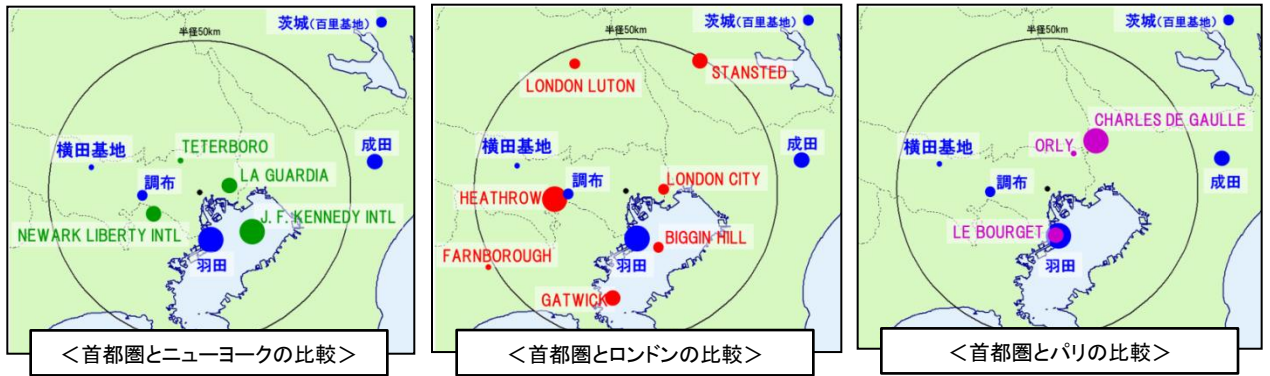 茨城(百里基地)
半径50km
TETERBORO
横田基地
成田
LA GUARDIA
調布
J. F. KENNEDY INTL
NEWARK LIBERTY INTL
羽田
<首都圏とニューヨークの比較>
茨城(百里基地)
半径50km
STANSTED
LONDON LUTON
成田
横田基地
調布
LONDON CITY
HEATHROW
BIGGIN HILL
FARNBOROUGH
羽田
GATWICK
<首都圏とロンドンの比較>
茨城(百里基地)
半径50km
CHARLES DE GAULLE
ORLY
横田基地
調布
成田
LE BOURGET
羽田
<首都圏とパリの比較>